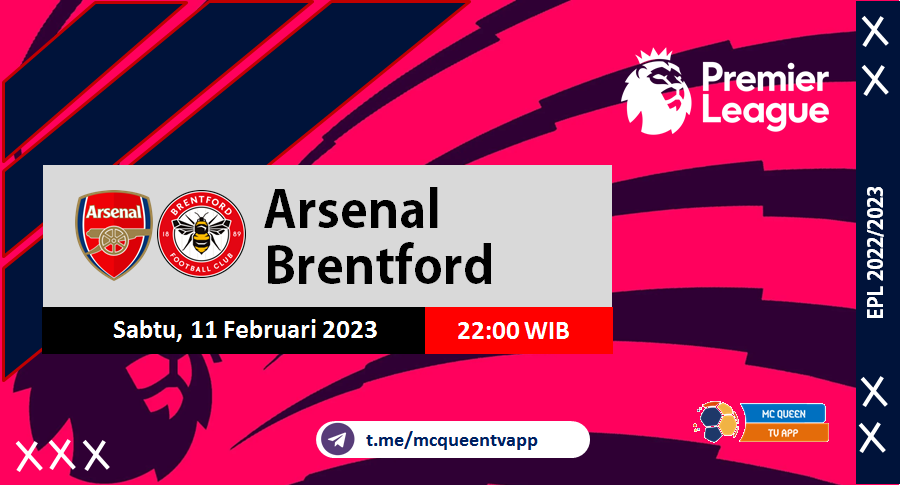 Premier
League
Arsenal
BRENTFORD
18 89
FOOTBALL CLUB
Arsenal
Brentford
Sabtu, 11 Februari 2023
22:00 WIB
EPL 2022/2023
t.me/mcqueentvapp
MC QUEEN
TV APP